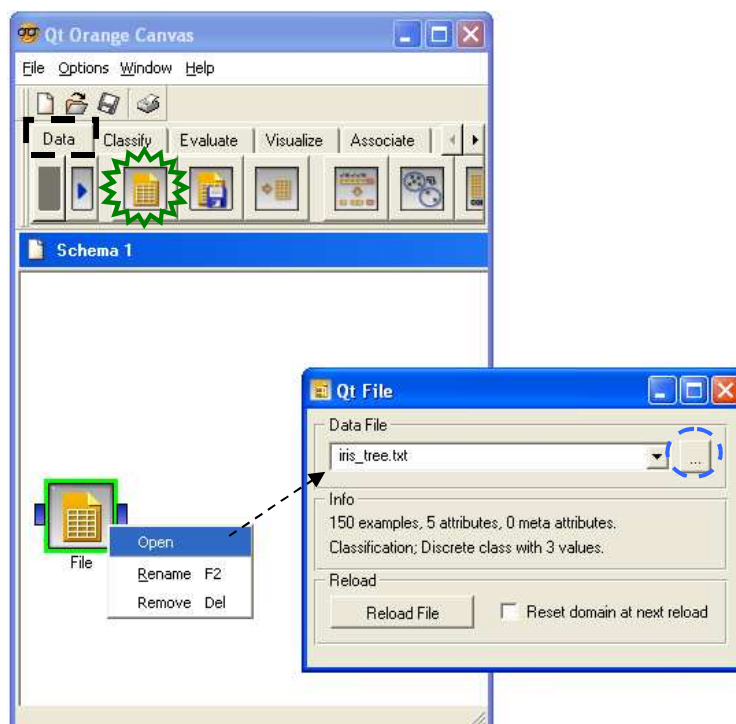 Qt Orange Canvas
File Options Window Help
Data Classify Evaluate Visualize Associate
Schema 1
File
Open
Rename F2
Remove Del
Qt File
Data File
iris_tree.txt
...
Info
150 examples, 5 attributes, 0 meta attributes.
Classification; Discrete class with 3 values.
Reload
Reload File Reset domain at next reload